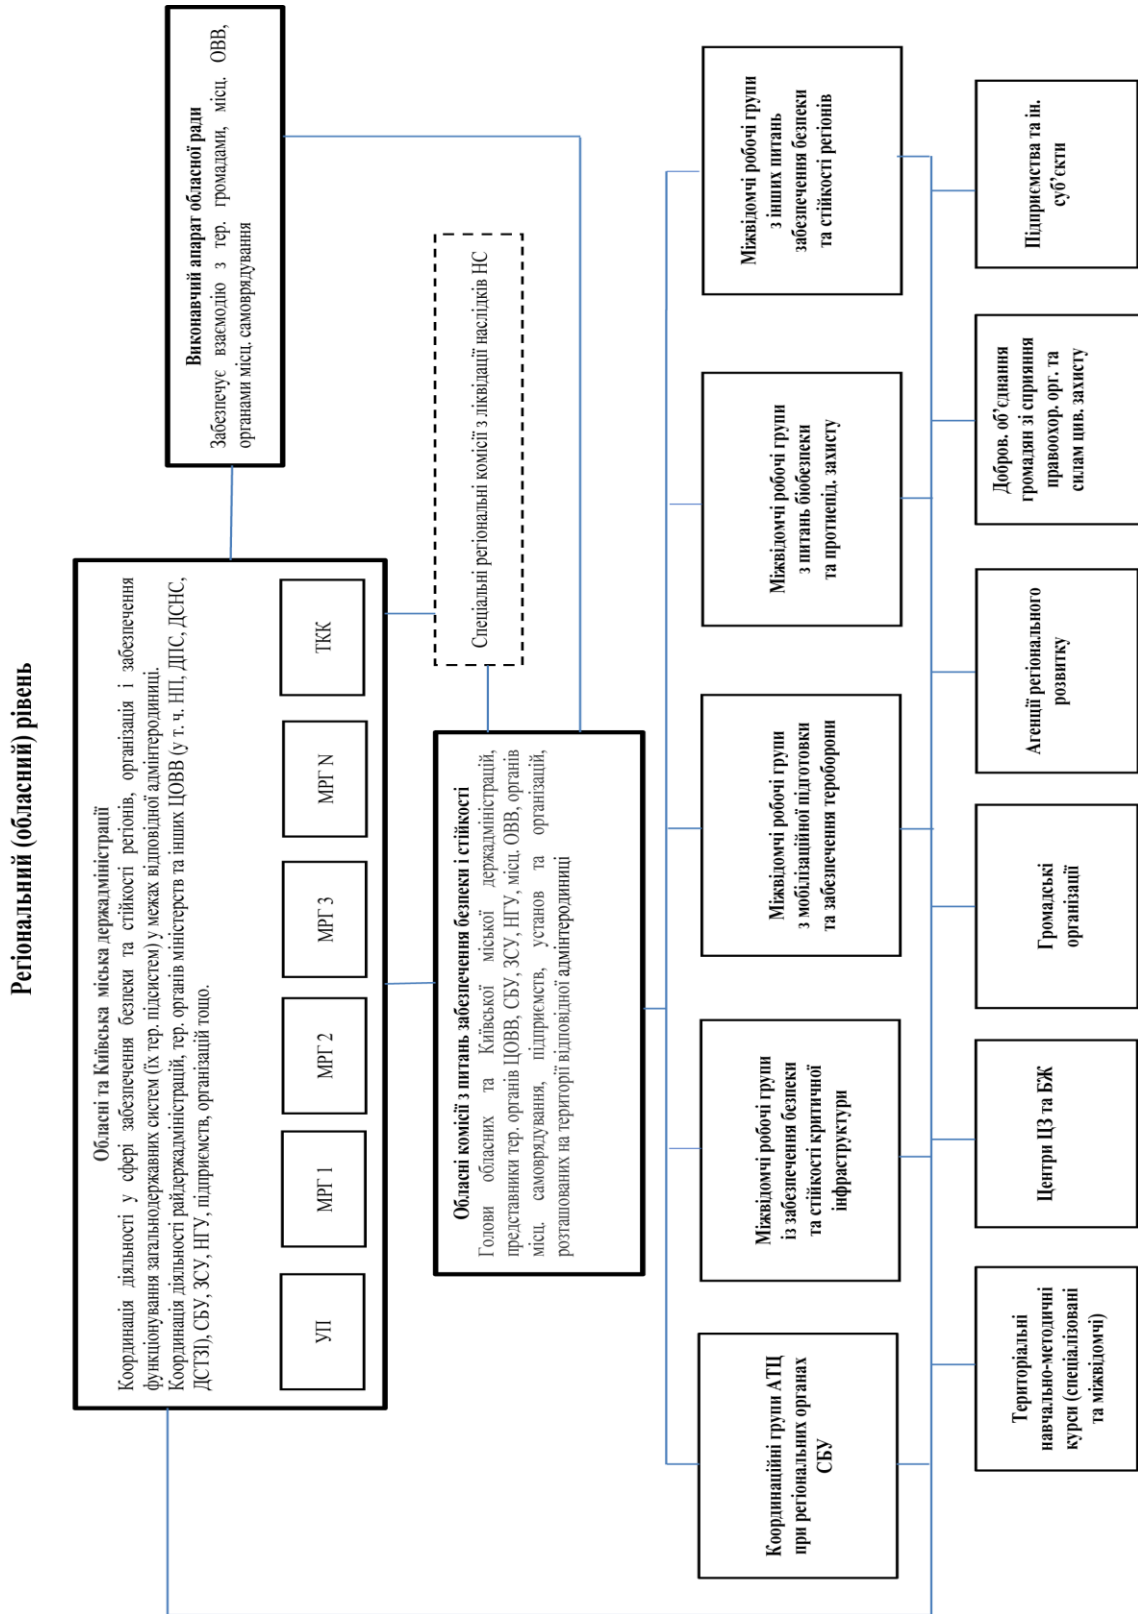 Регіональний (обласний) рівень
Обласні та Київська міська держадміністрації
Координація діяльності у сфері забезпечення безпеки та стійкості регіонів, організація і забезпечення
функціонування загальнодержавних систем (їх тер. підсистем) у межах відповідної адмінтеродиниці.
Координація діяльності райдержадміністрацій, тер. органів міністерств та інших ЦОВВ (у т. ч. НП, ДПС, ДСНС,
ДСТЗІ), СБУ, ЗСУ, НГУ, підприємств, організацій тощо.
УП
МРГ 1
МРГ 2
МРГ 3
МРГ N
ТКК
Виконавчий апарат обласної ради
Забезпечує взаємодію з тер. громадами, місц. ОВВ,
органами місц. самоврядування
Обласні комісії з питань забезпечення безпеки і стійкості
Голови обласних та Київської міської держадміністрацій,
представники тер. органів ЦОВВ, СБУ, ЗСУ, НГУ, місц. ОВВ, органів
місц. самоврядування, підприємств, установ та організацій,
розташованих на території відповідної адмінтеродиниці
Спеціальні регіональні комісії з ліквідації наслідків НС
Координаційні групи АТЦ
при регіональних органах
СБУ
Міжвідомчі робочі групи
із забезпечення безпеки
та стійкості критичної
інфраструктури
Міжвідомчі робочі групи
з мобілізаційної підготовки
та забезпечення тероборони
Міжвідомчі робочі групи
з питань біобезпеки
та протиепід. захисту
Міжвідомчі робочі групи
з інших питань
забезпечення безпеки
та стійкості регіонів
Територіальні
навчально-методичні
курси (спеціалізовані
та міжвідомчі)
Центри ЦЗ та БЖ
Громадські
організації
Агенції регіонального
розвитку
Добров. об’єднання
громадян зі сприяння
правоохор. орг. та
силам цив. захисту
Підприємства та ін.
суб’єкти